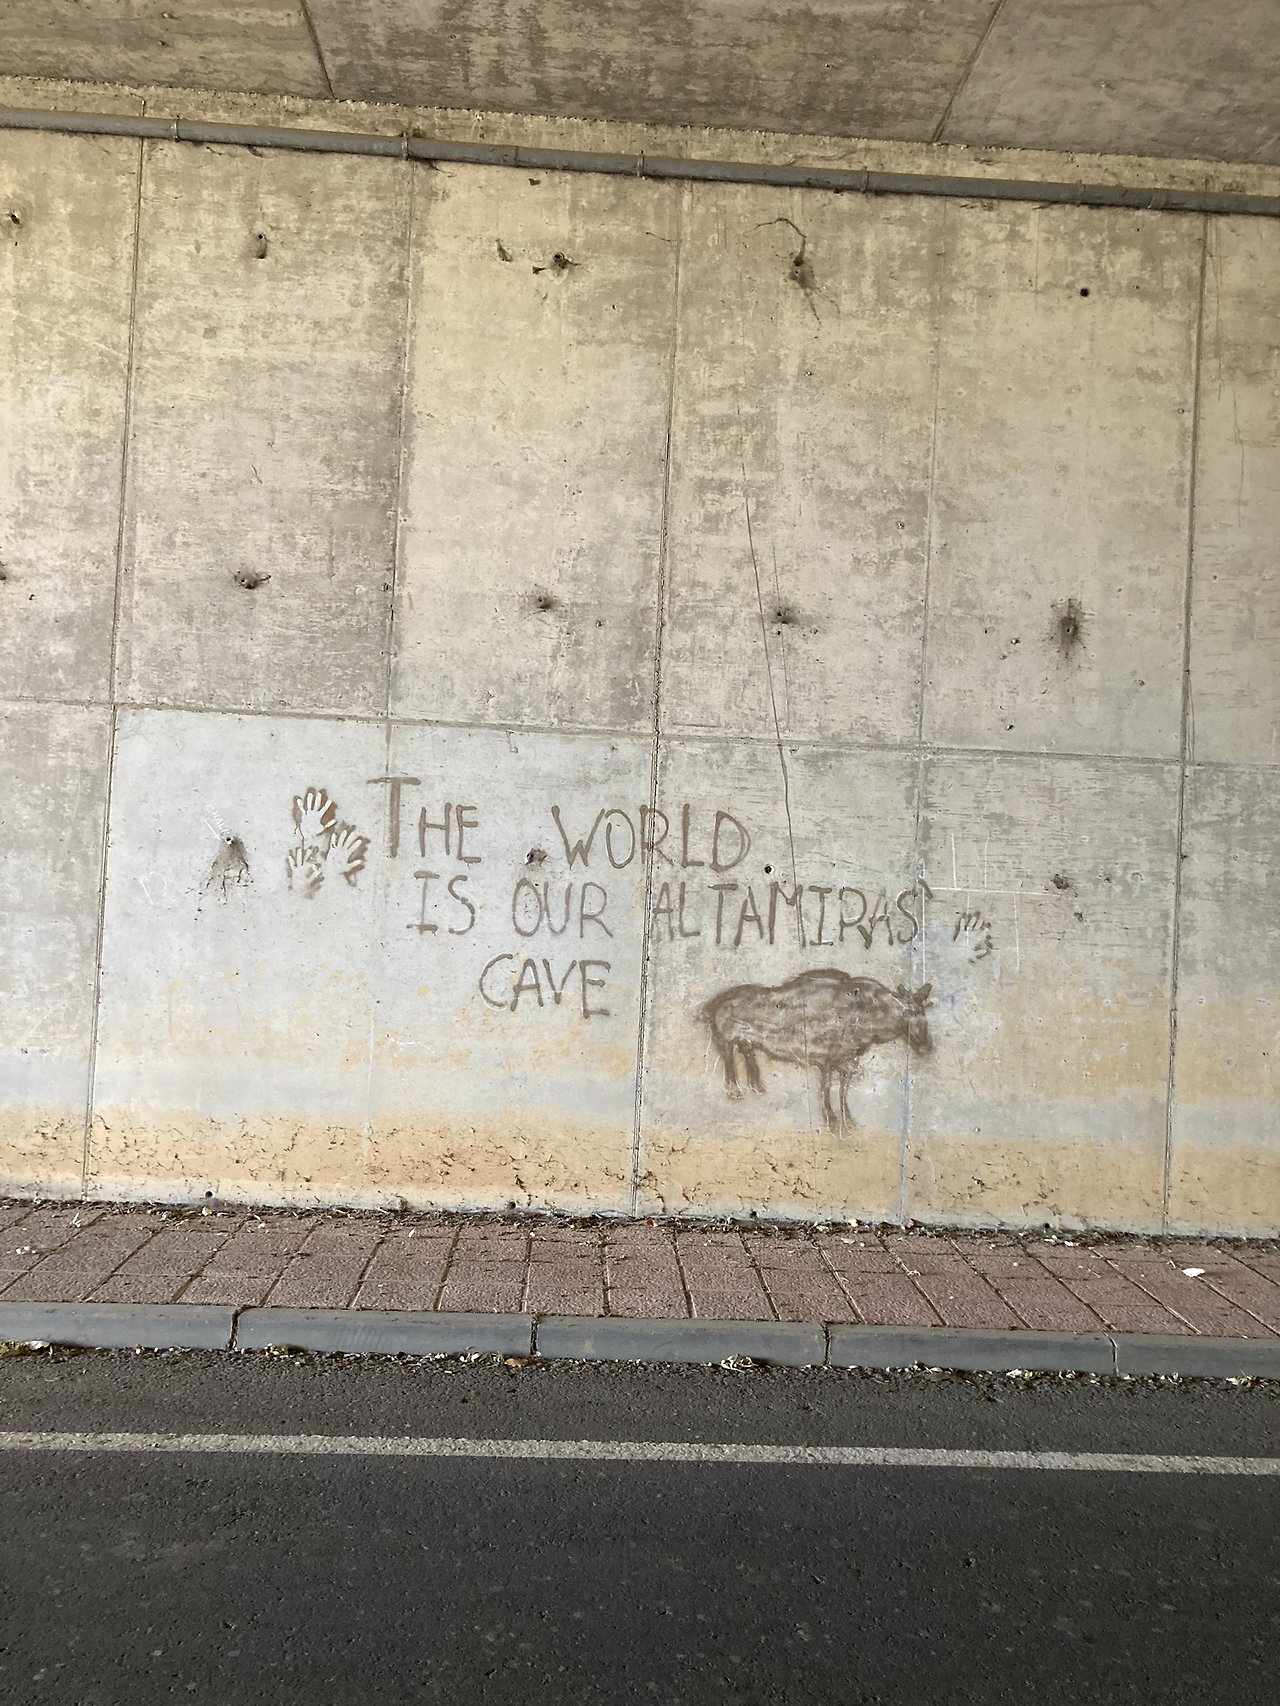 THE WORLD
IS OUR ALTAMIRAS'
CAVE